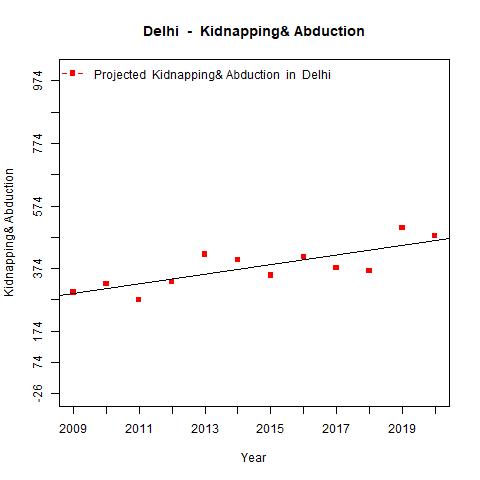 Delhi - Kidnapping& Abduction
Projected Kidnapping& Abduction in Delhi
Kidnapping& Abduction
974
774
574
374
174
74
-26
2009 2011 2013 2015 2017 2019
Year